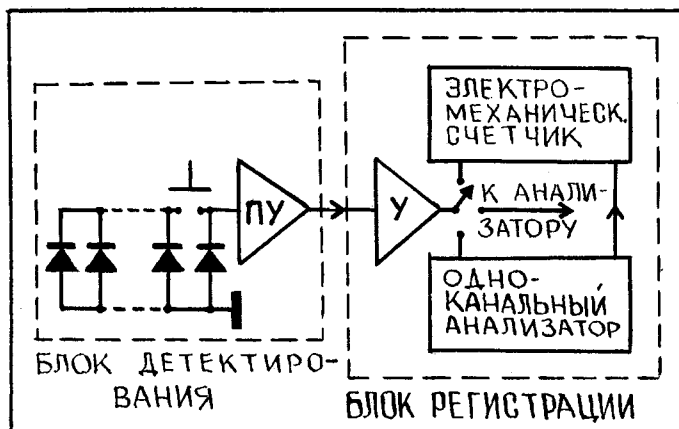 ЭЛЕКТРО-
МЕХАНИЧЕСК.
СЧЕТЧИК
ПУ
У
К АНАЛИ-
ЗАТОРУ
ОДНО-
КАНАЛЬНЫЙ
АНАЛИЗАТОР
БЛОК ДЕТЕКТИРО-
ВАНИЯ
БЛОК РЕГИСТРАЦИИ